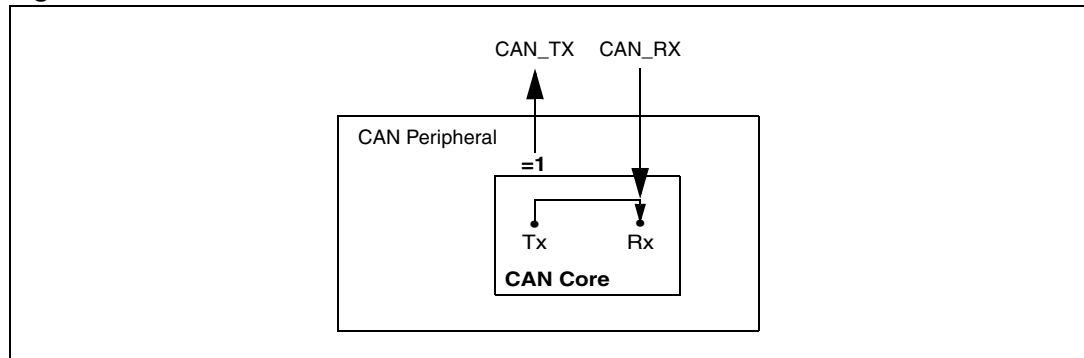 CAN_TX CAN_RX
CAN Peripheral
=1
Tx Rx
CAN Core